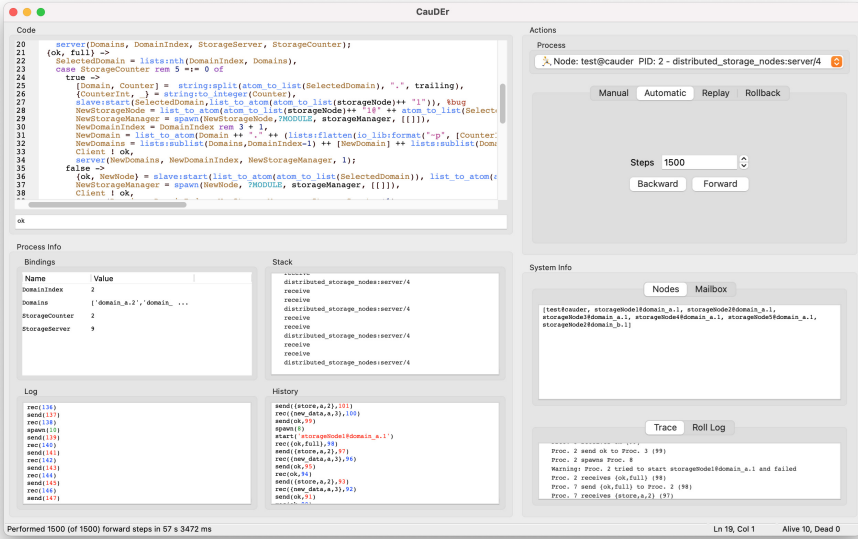 CauDEr
Code
20 server(Domains, DomainIndex, StorageServer, StorageCounter);
21 {ok, full} ->
22 SelectedDomain = lists:nth(DomainIndex, Domains),
23 case StorageCounter rem 5 =:= 0 of
24 true ->
25 [Domain, Counter] = string:split(atom_to_list(SelectedDomain), ".", trailing),
26 {CounterInt, _} = string:to_integer(Counter),
27 slave:start(SelectedDomain,list_to_atom(atom_to_list(storageNode)++ "1")), %bug
28 NewStorageNode = list_to_atom(atom_to_list(storageNode)++ "1@" ++ atom_to_list(Select
29 NewStorageManager = spawn(NewStorageNode,?MODULE, storageManager, [[]]),
30 NewDomainIndex = DomainIndex rem 3 + 1,
31 NewDomain = list_to_atom(Domain ++ "." ++ (lists:flatten(io_lib:format("~p", [Counter
32 NewDomains = lists:sublist(Domains,DomainIndex-1) ++ [NewDomain] ++ lists:sublist(Doma
33 Client ! ok,
34 server(NewDomains, NewDomainIndex, NewStorageManager, 1);
35 false ->
36 {ok, NewNode} = slave:start(list_to_atom(atom_to_list(SelectedDomain)), list_to_atom(a
37 NewStorageManager = spawn(NewNode, ?MODULE, storageManager, [[]]),
38 Client ! ok,
ok
Actions
Process
Node: test@cauder PID: 2 - distributed_storage_nodes:server/4
Manual Automatic Replay Rollback
Steps 1500
Backward Forward
Process Info
Bindings
Name Value
DomainIndex 2
Domains ['domain_a.2','domain_ ...
StorageCounter 2
StorageServer 9
Stack
distributed_storage_nodes:server/4
receive
receive
distributed_storage_nodes:server/4
receive
receive
distributed_storage_nodes:server/4
receive
receive
distributed_storage_nodes:server/4
Log
rec(136)
send(137)
rec(138)
spawn(10)
send(139)
rec(140)
send(141)
rec(142)
send(143)
rec(144)
send(145)
rec(146)
send(147)
History
send({store,a,2},101)
rec({new_data,a,3},100)
send(ok,99)
spawn(8)
start('storageNode1@domain_a.1')
rec({ok,full},98)
send({store,a,2},97)
rec({new_data,a,3},96)
send(ok,95)
rec(ok,94)
send({store,a,2},93)
rec({new_data,a,3},92)
send(ok,91)
System Info
Nodes Mailbox
[test@cauder, storageNode1@domain_a.1, storageNode2@domain_a.1,
storageNode3@domain_a.1, storageNode4@domain_a.1, storageNode5@domain_a.1,
storageNode2@domain_b.1]
Trace Roll Log
Proc. 2 send ok to Proc. 3 (99)
Proc. 2 spawns Proc. 8
Warning: Proc. 2 tried to start storageNode1@domain_a.1 and failed
Proc. 2 receives {ok,full} (98)
Proc. 7 send {ok,full} to Proc. 2 (98)
Proc. 7 receives {store,a,2} (97)
Performed 1500 (of 1500) forward steps in 57 s 3472 ms
Ln 19, Col 1 Alive 10, Dead 0